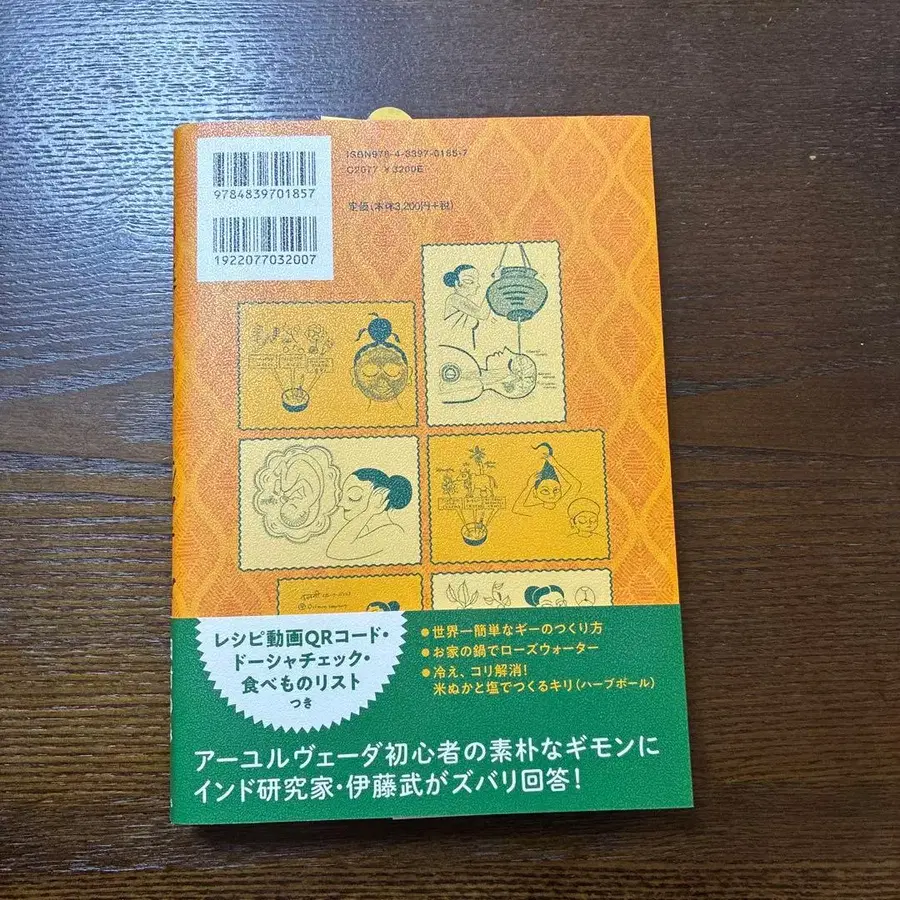 ISBN978-4-8397-0185-7
C2077 ¥3200E
9784839701857
定価(本体3,200円+税)
1922077032007
レシピ動画QRコード・
ドーシャチェック・
食べものリスト
つき
●世界一簡単なギーのつくり方
●お家の鍋でローズウォーター
●冷え、コリ解消!
米ぬかと塩でつくるキリ(ハーブボール)
アーユルヴェーダ初心者の素朴なギモンに
インド研究家・伊藤武がズバリ回答!